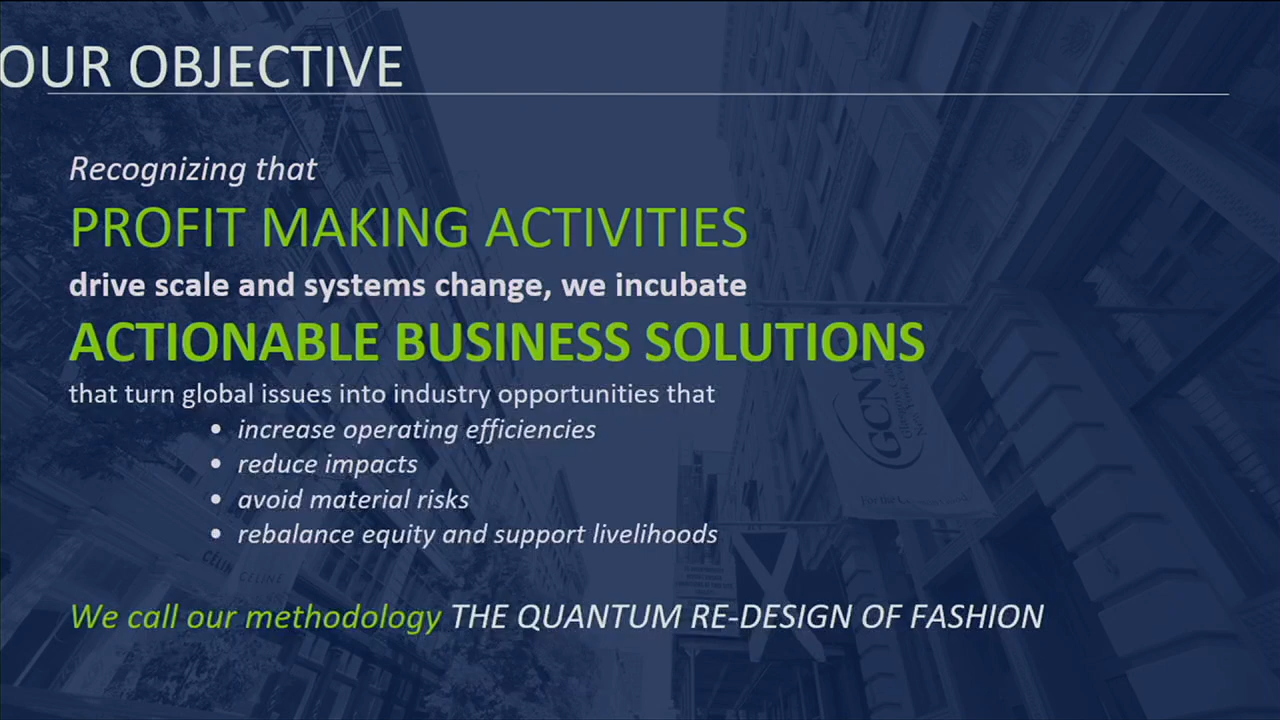 OUR OBJECTIVE
Recognizing that
PROFIT MAKING ACTIVITIES
drive scale and systems change, we incubate
ACTIONABLE BUSINESS SOLUTIONS
that turn global issues into industry opportunities that
• increase operating efficiencies
• reduce impacts
• avoid material risks
• rebalance equity and support livelihoods
We call our methodology THE QUANTUM RE-DESIGN OF FASHION
GCNY
CÉLINE